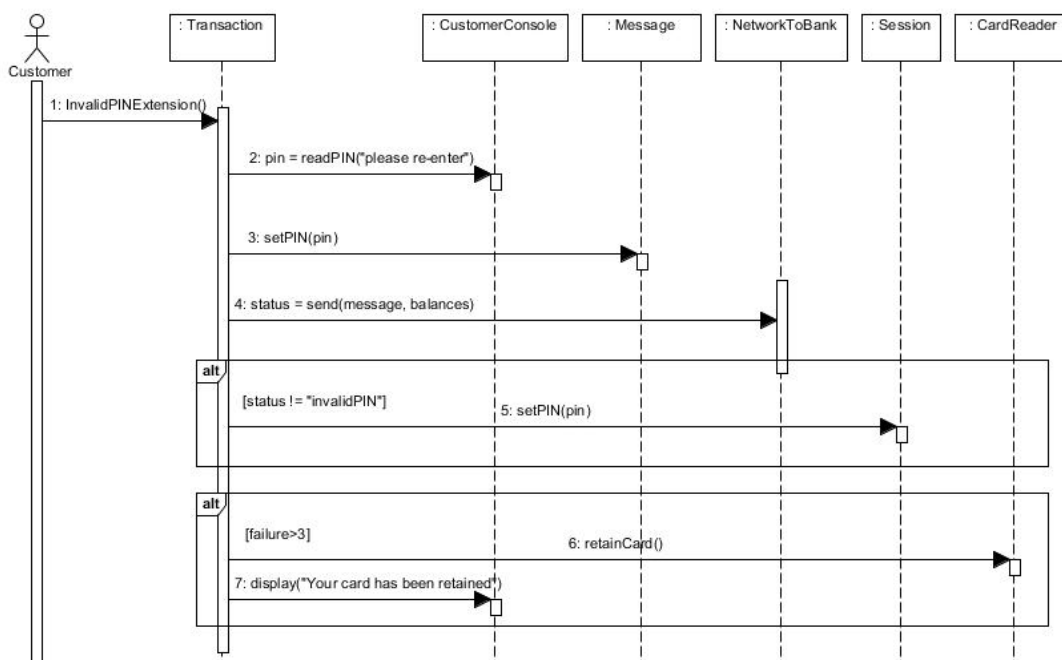 : Transaction
: CustomerConsole
: Message
: NetworkToBank
: Session
: CardReader
Customer
1: InvalidPINExtension()
2: pin = readPIN("please re-enter")
3: setPIN(pin)
4: status = send(message, balances)
alt
[status != "invalidPIN"]
5: setPIN(pin)
alt
[failure>3]
6: retainCard()
7: display("Your card has been retained")